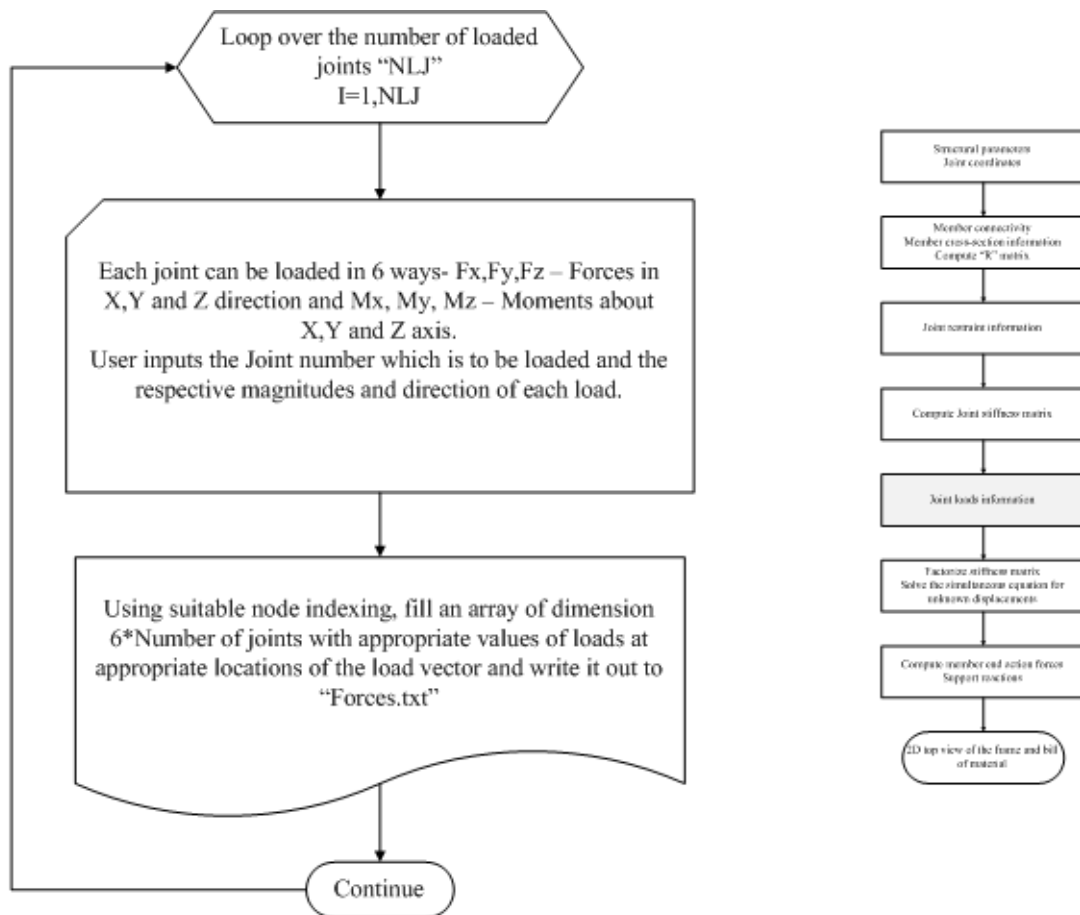 Loop over the number of loaded
joints “NLJ”
I=1,NLJ
Each joint can be loaded in 6 ways- Fx,Fy,Fz – Forces in
X,Y and Z direction and Mx, My, Mz – Moments about
X,Y and Z axis.
User inputs the Joint number which is to be loaded and the
respective magnitudes and direction of each load.
Using suitable node indexing, fill an array of dimension
6*Number of joints with appropriate values of loads at
appropriate locations of the load vector and write it out to
“Forces.txt”
Continue
Structural parameters
Joint coordinates
Member connectivity
Member cross-section information
Compute “R” matrix
Joint restraint information
Compute Joint stiffness matrix
Joint loads information
Factorize stiffness matrix
Solve the simultaneous equation for
unknown displacements
Compute member end action forces
Support reactions
2D top view of the frame and bill
of material